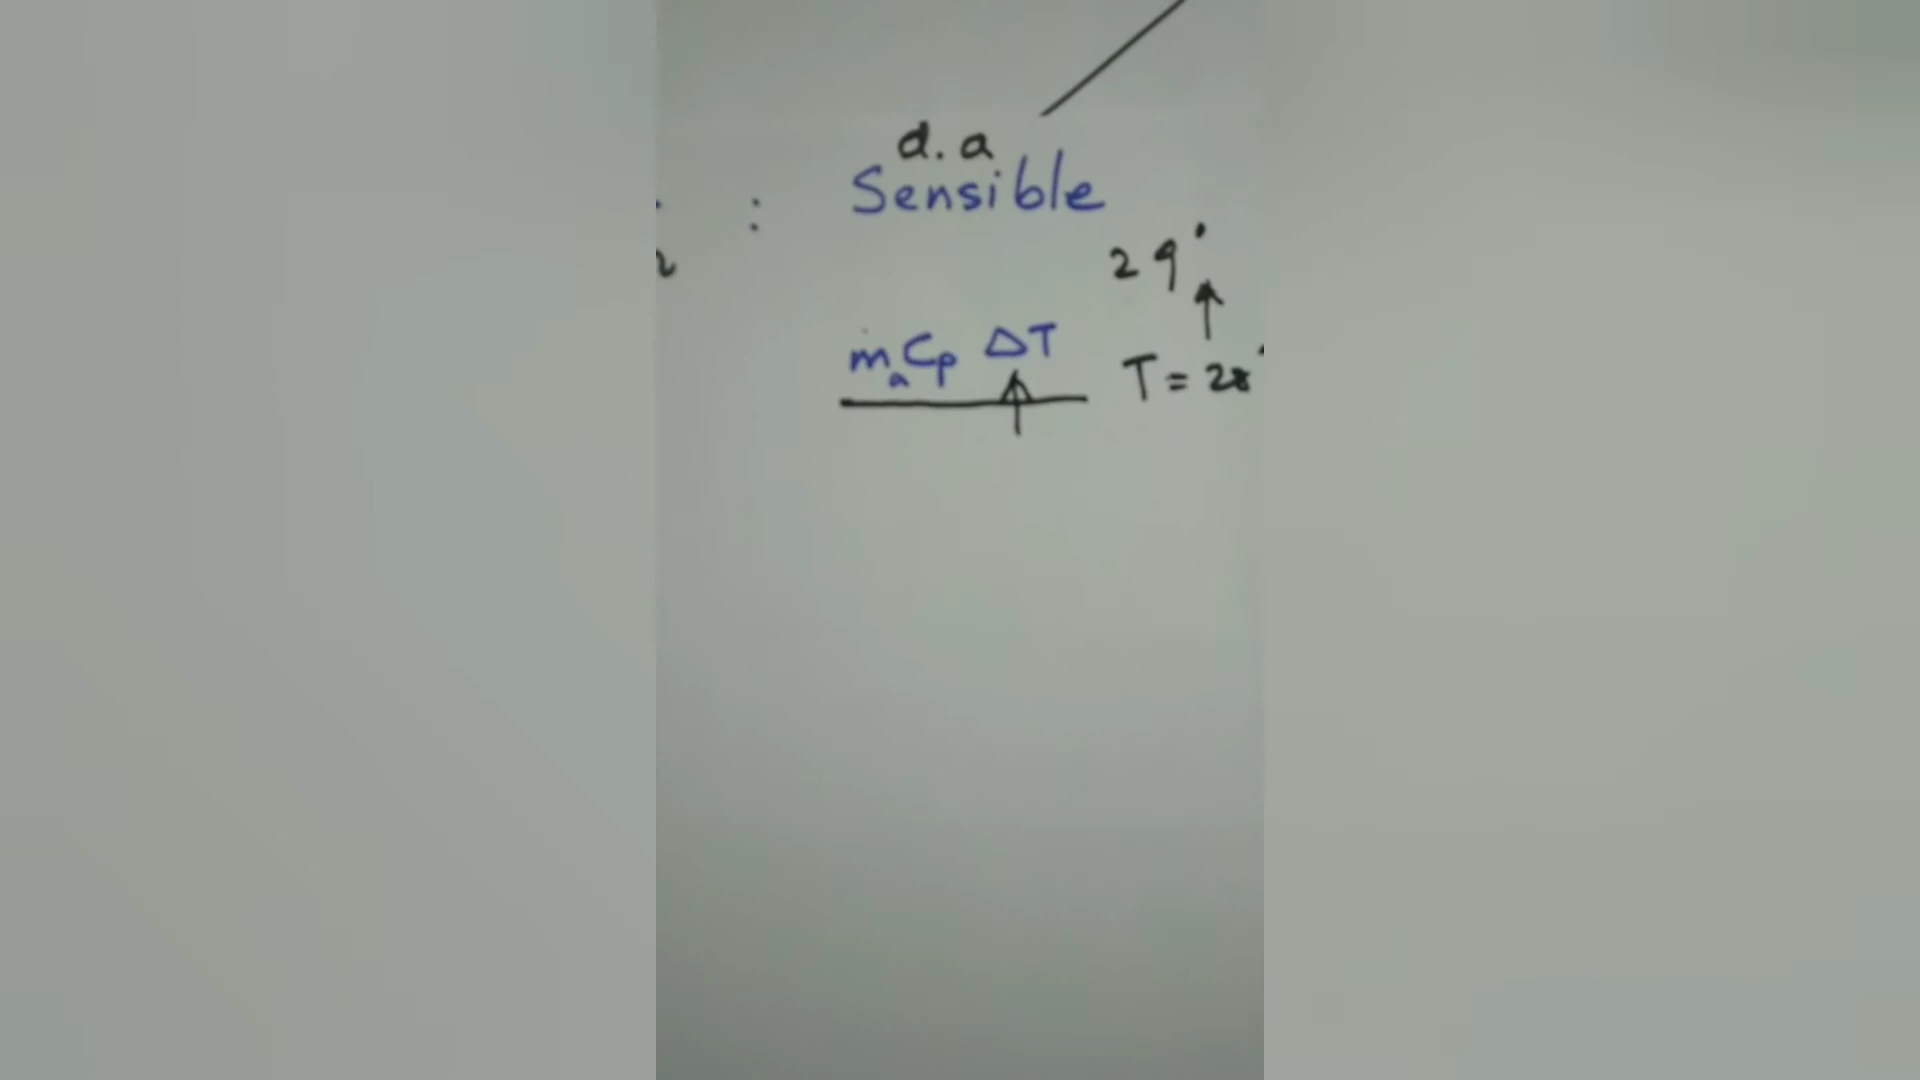 d.a
: Sensible
29°
ṁₐCp ΔT
T = 28°